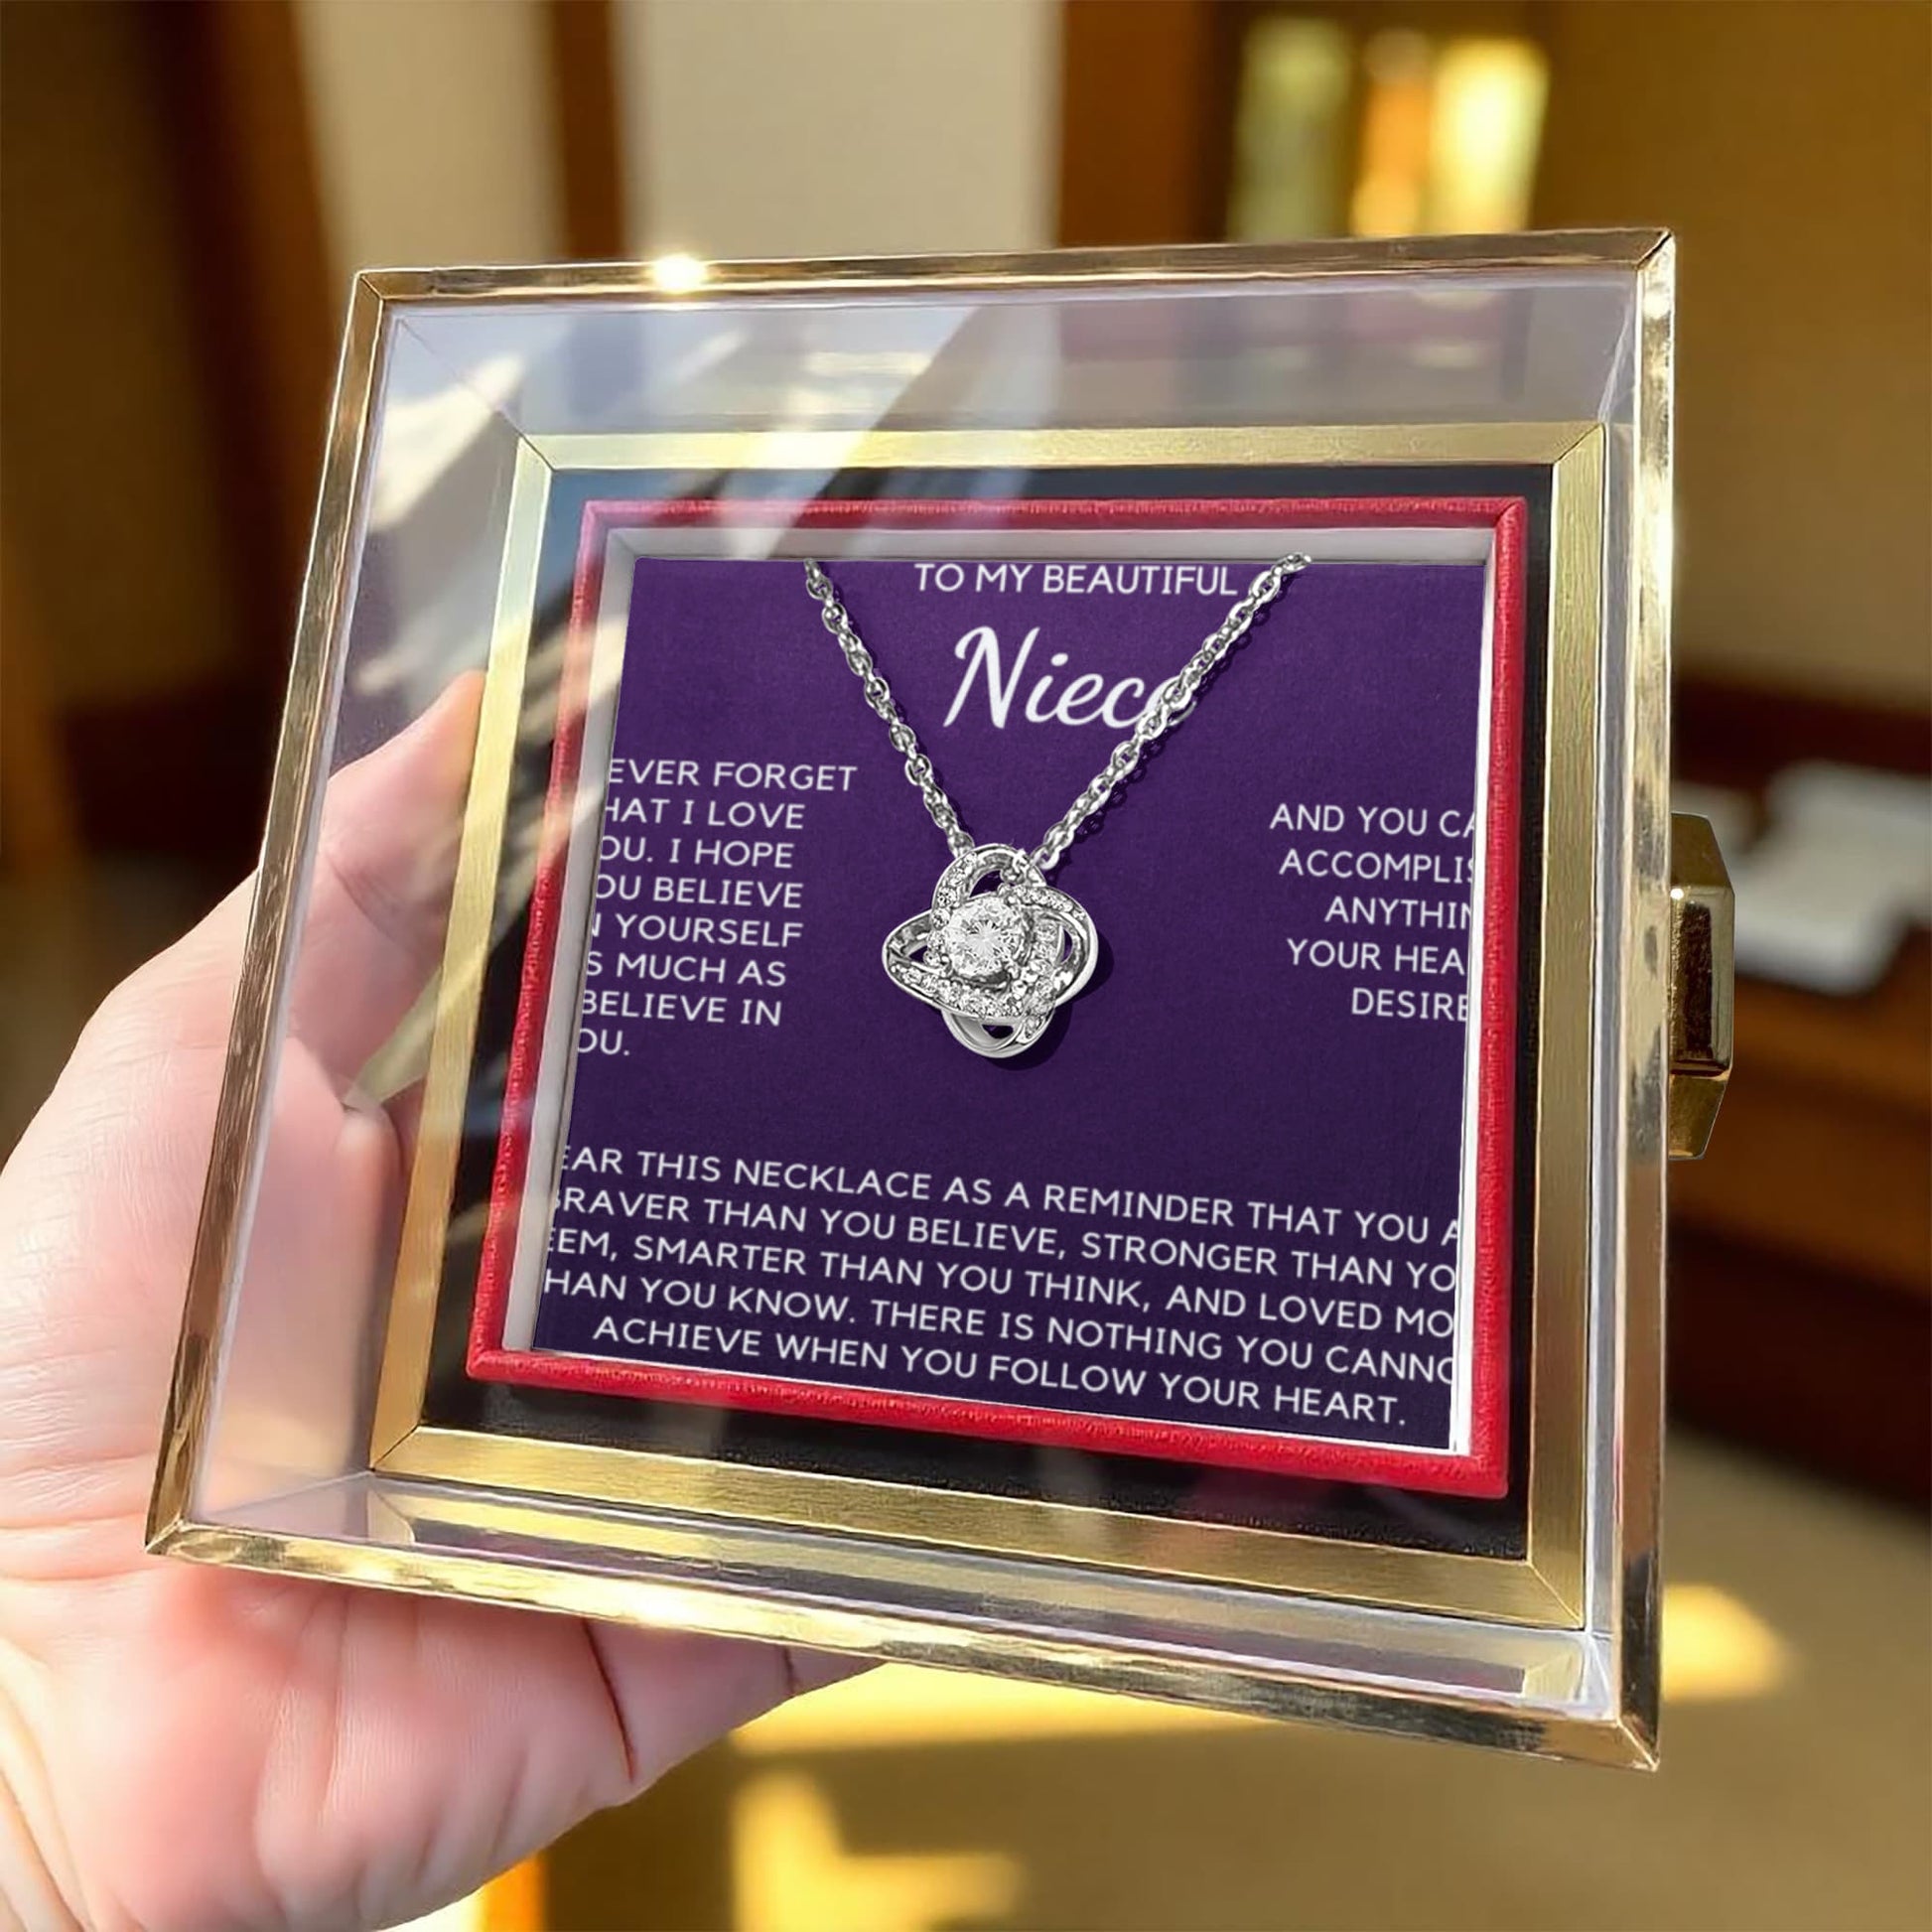 TO MY BEAUTIFUL
Niece
EVER FORGET
HAT I LOVE
OU. I HOPE
OU BELIEVE
N YOURSELF
S MUCH AS
BELIEVE IN
OU.
AND YOU CA
ACCOMPLIS
ANYTHIN
YOUR HEA
DESIRE
EAR THIS NECKLACE AS A REMINDER THAT YOU A
BRAVER THAN YOU BELIEVE, STRONGER THAN YO
EEM, SMARTER THAN YOU THINK, AND LOVED MO
HAN YOU KNOW. THERE IS NOTHING YOU CANNO
ACHIEVE WHEN YOU FOLLOW YOUR HEART.